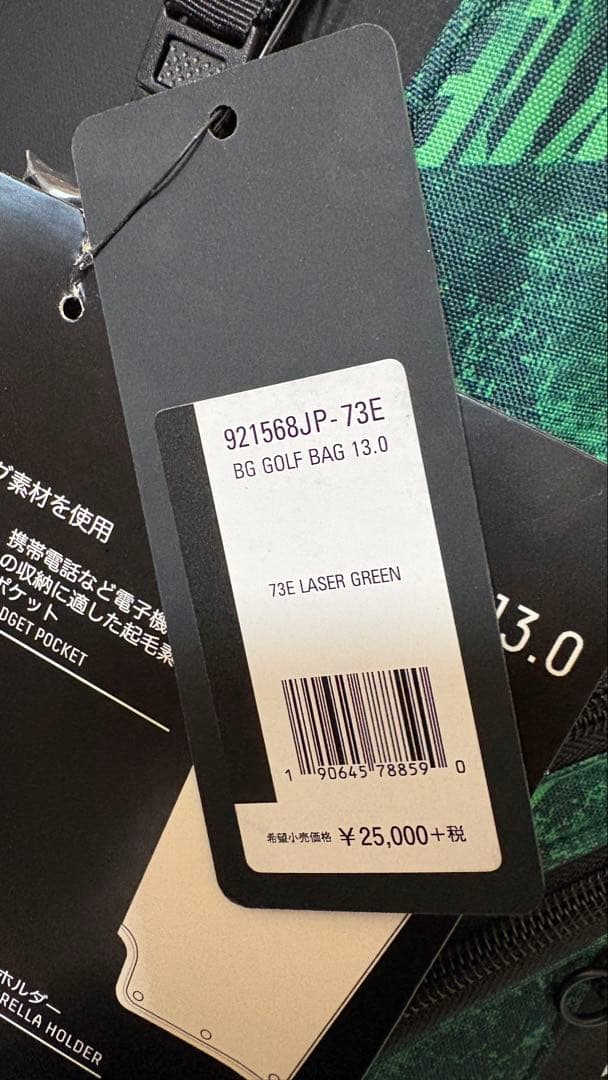 921568JP-73E
BG GOLF BAG 13.0
73E LASER GREEN
1 90645 78859 0
希望小売価格 ¥25,000+税
グ素材を使用
携帯電話など電子機
の収納に適した起毛素
ポケット
DGET POCKET
13.0
ホルダー
RELLA HOLDER